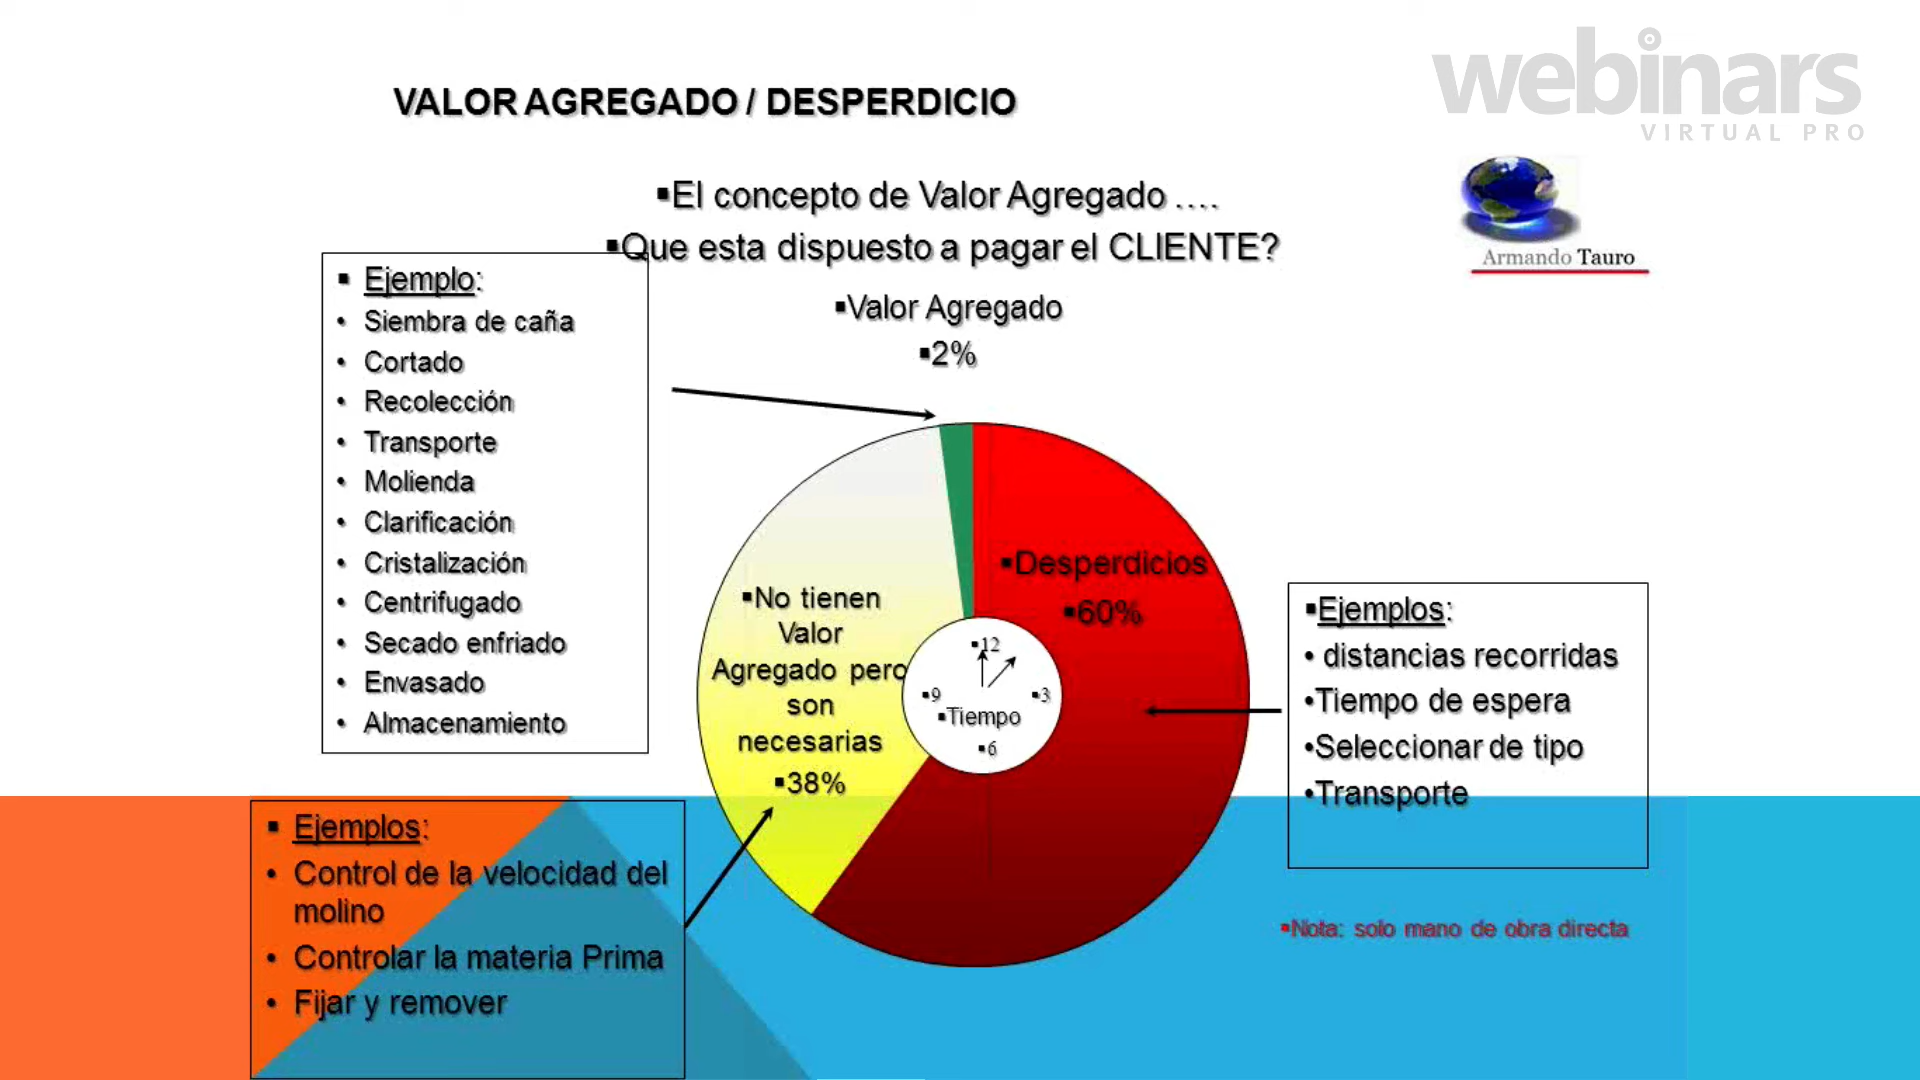 webinars
VIRTUAL PRO
VALOR AGREGADO / DESPERDICIO
▪El concepto de Valor Agregado ....
▪Que esta dispuesto a pagar el CLIENTE?
Armando Tauro
▪Valor Agregado
▪2%
▪ Ejemplo:
• Siembra de caña
• Cortado
• Recolección
• Transporte
• Molienda
• Clarificación
• Cristalización
• Centrifugado
• Secado enfriado
• Envasado
• Almacenamiento
▪Desperdicios
▪60%
▪No tienen
Valor
Agregado pero
son
necesarias
▪38%
▪12
▪9
▪3
▪Tiempo
▪6
▪Ejemplos:
• distancias recorridas
•Tiempo de espera
•Seleccionar de tipo
•Transporte
▪ Ejemplos:
• Control de la velocidad del
molino
• Controlar la materia Prima
• Fijar y remover
▪Nota: solo mano de obra directa